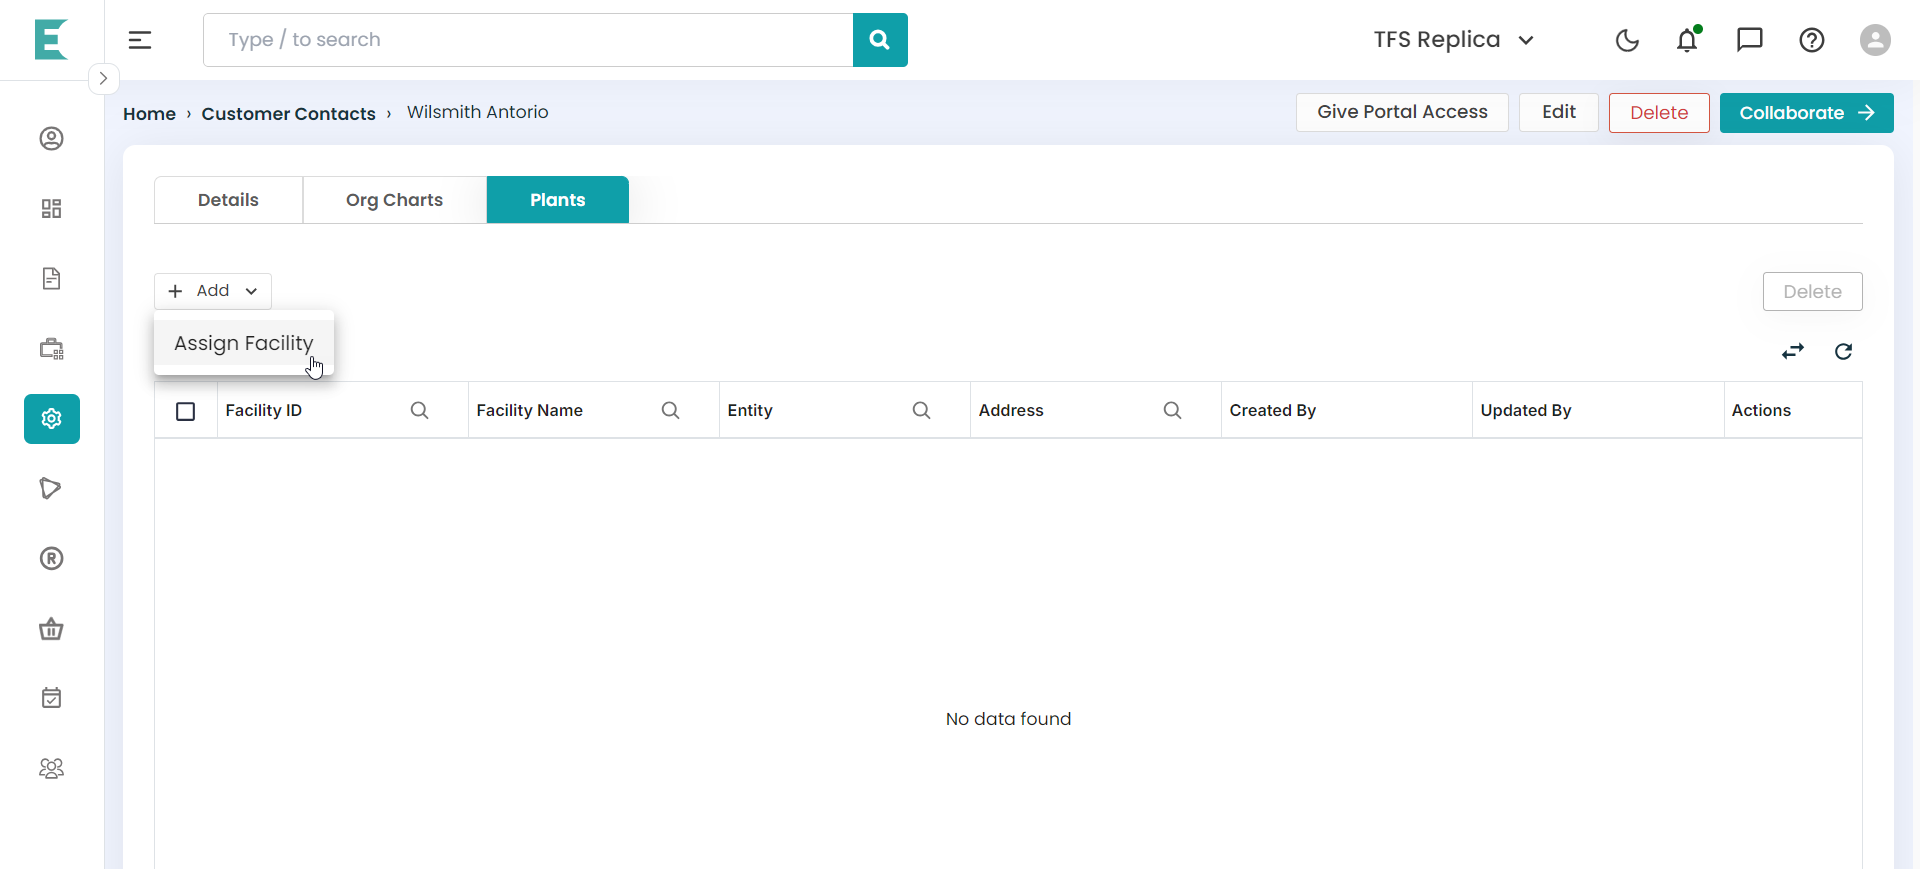 Type / to search
TFS Replica
Home › Customer Contacts › Wilsmith Antorio
Give Portal Access
Edit
Delete
Collaborate
Details
Org Charts
Plants
+ Add
Delete
Assign Facility
Facility ID
Facility Name
Entity
Address
Created By
Updated By
Actions
No data found